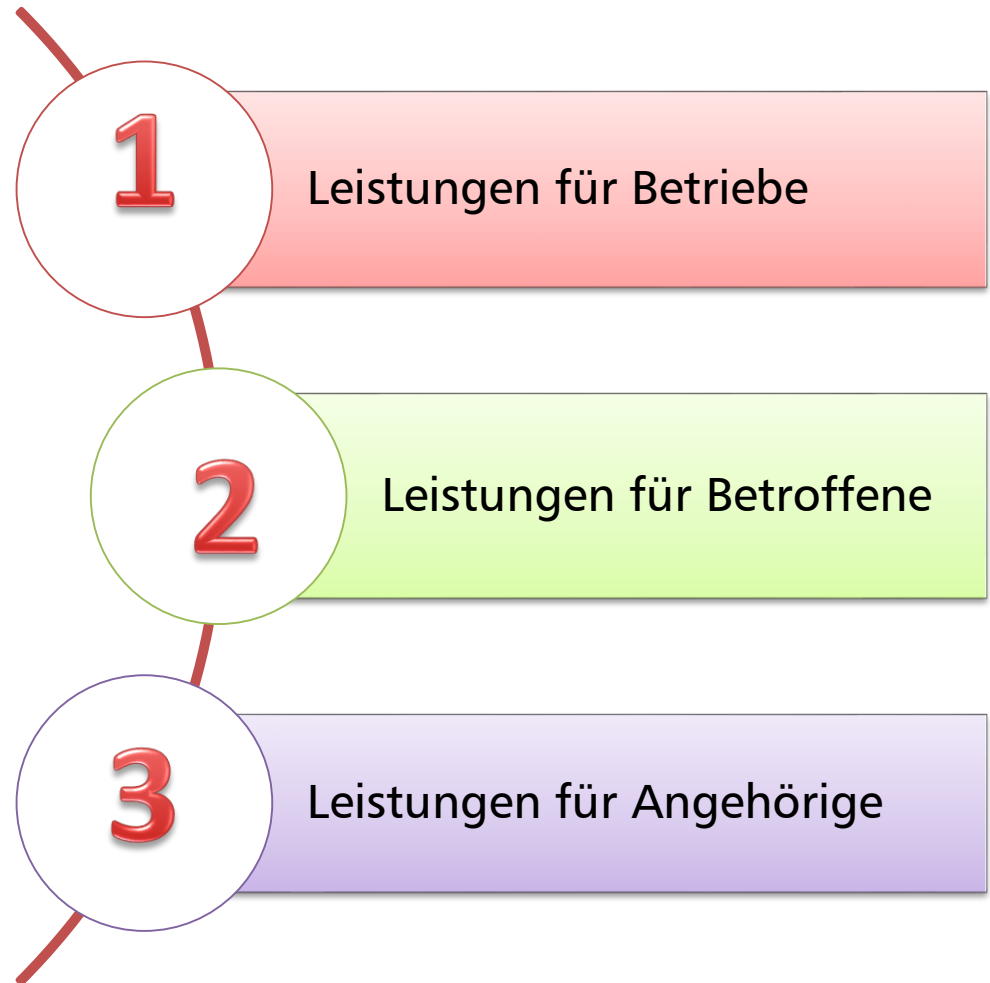 1
Leistungen für Betriebe
2
Leistungen für Betroffene
3
Leistungen für Angehörige